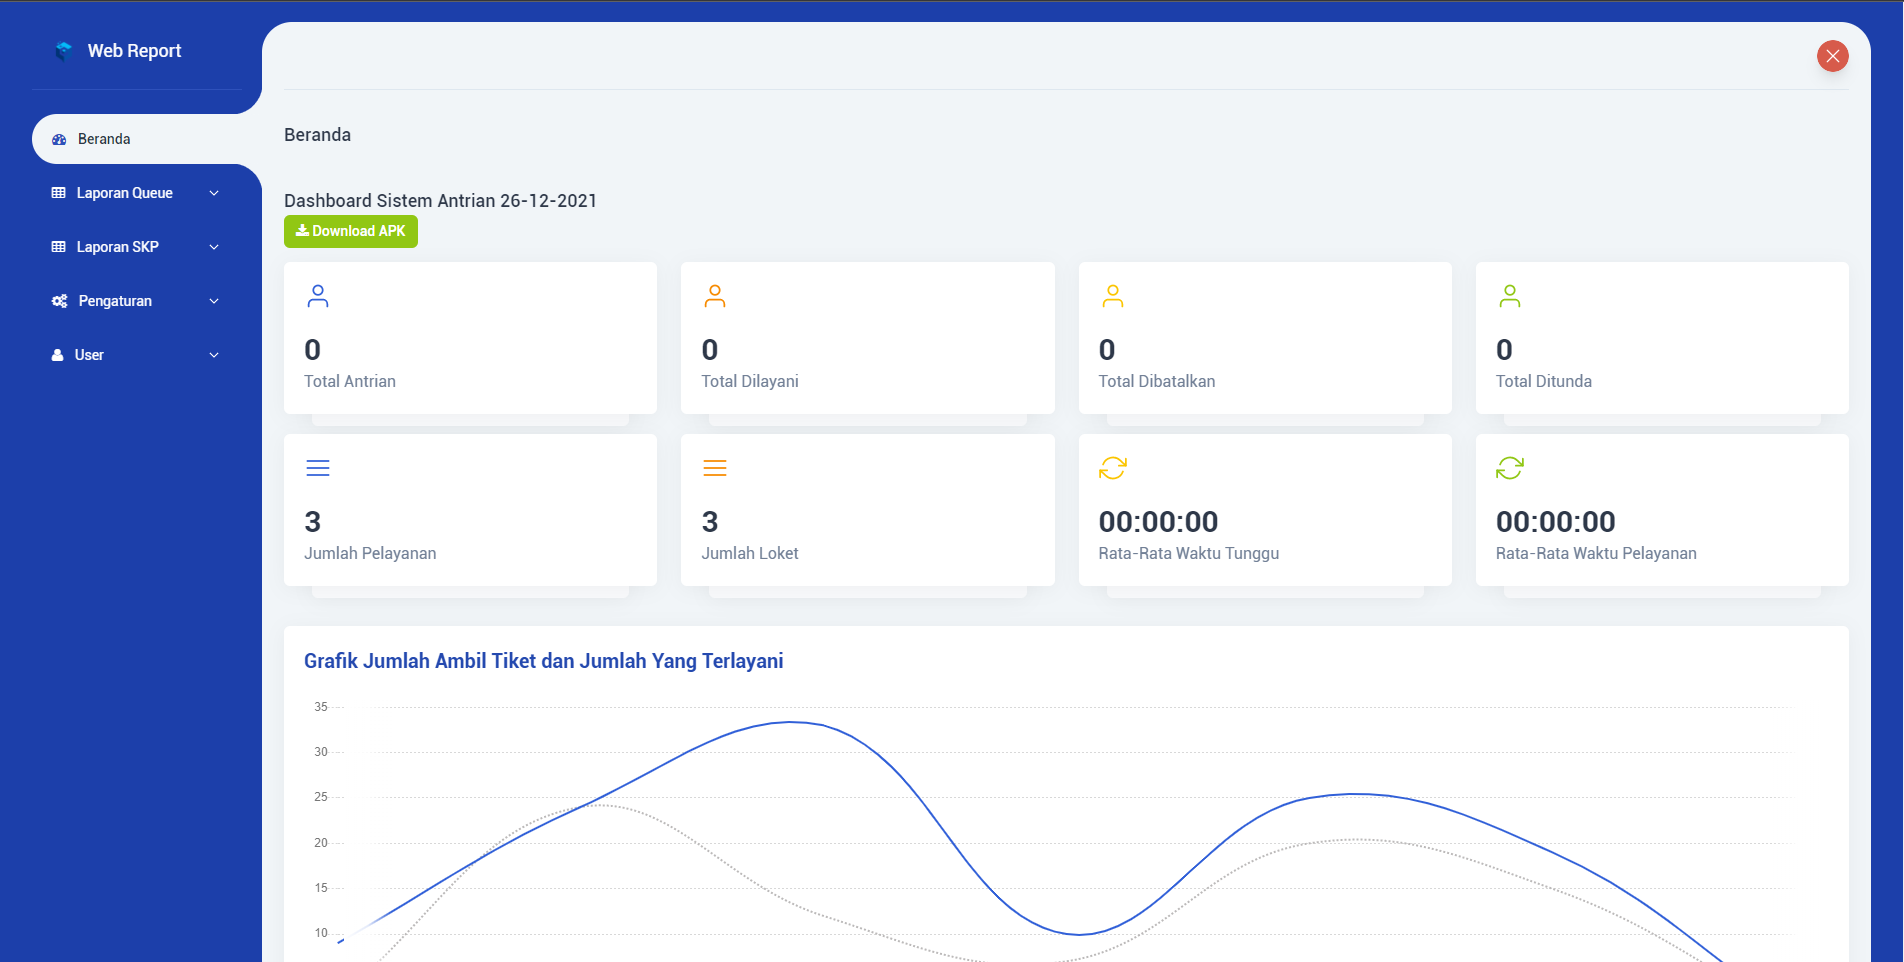 Web Report
Beranda
Laporan Queue
Laporan SKP
Pengaturan
User
Beranda
Dashboard Sistem Antrian 26-12-2021
Download APK
0
Total Antrian
0
Total Dilayani
0
Total Dibatalkan
0
Total Ditunda
3
Jumlah Pelayanan
3
Jumlah Loket
00:00:00
Rata-Rata Waktu Tunggu
00:00:00
Rata-Rata Waktu Pelayanan
Grafik Jumlah Ambil Tiket dan Jumlah Yang Terlayani
35
30
25
20
15
10